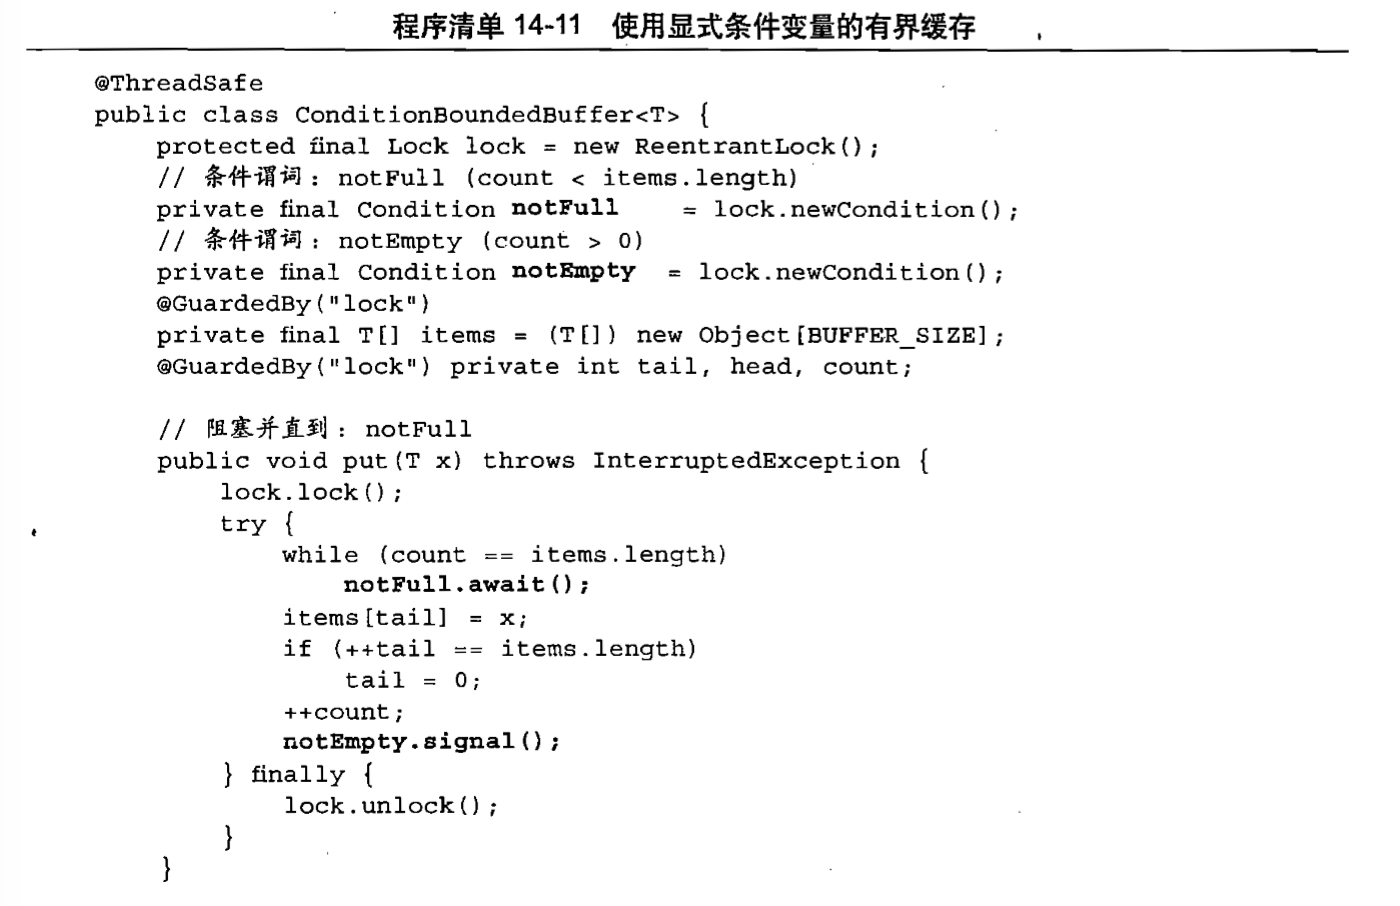 程序清单 14-11 使用显式条件变量的有界缓存
@ThreadSafe
public class ConditionBoundedBuffer<T> {
    protected final Lock lock = new ReentrantLock();
    // 条件谓词：notFull (count < items.length)
    private final Condition notFull    = lock.newCondition();
    // 条件谓词：notEmpty (count > 0)
    private final Condition notEmpty  = lock.newCondition();
    @GuardedBy("lock")
    private final T[] items = (T[]) new Object[BUFFER_SIZE];
    @GuardedBy("lock") private int tail, head, count;
    // 阻塞并直到：notFull
    public void put(T x) throws InterruptedException {
        lock.lock();
        try {
            while (count == items.length)
                notFull.await();
            items[tail] = x;
            if (++tail == items.length)
                tail = 0;
            ++count;
            notEmpty.signal();
        } finally {
            lock.unlock();
        }
    }